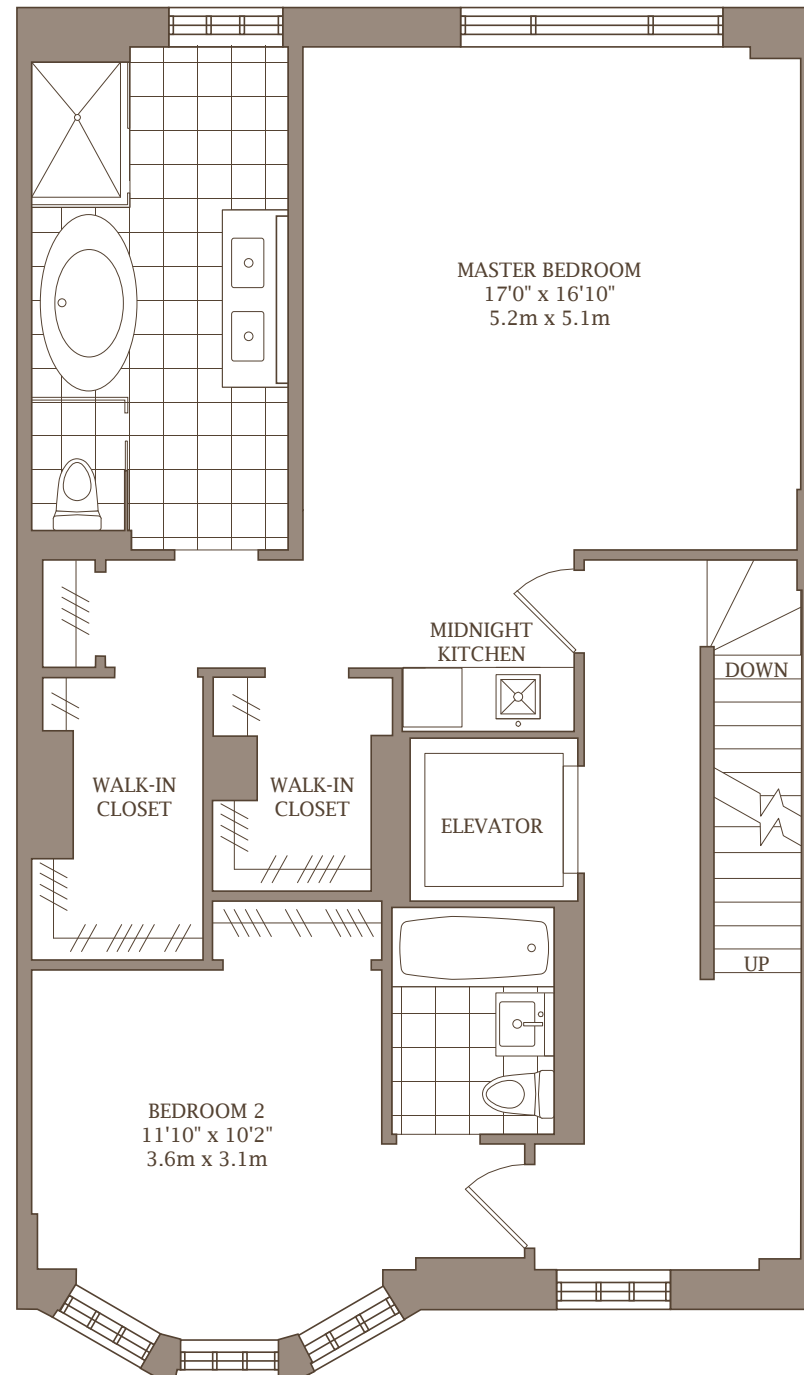 MASTER BEDROOM
17'0" x 16'10"
5.2m x 5.1m
MIDNIGHT
KITCHEN
DOWN
WALK-IN
CLOSET
WALK-IN
CLOSET
ELEVATOR
UP
BEDROOM 2
11'10" x 10'2"
3.6m x 3.1m